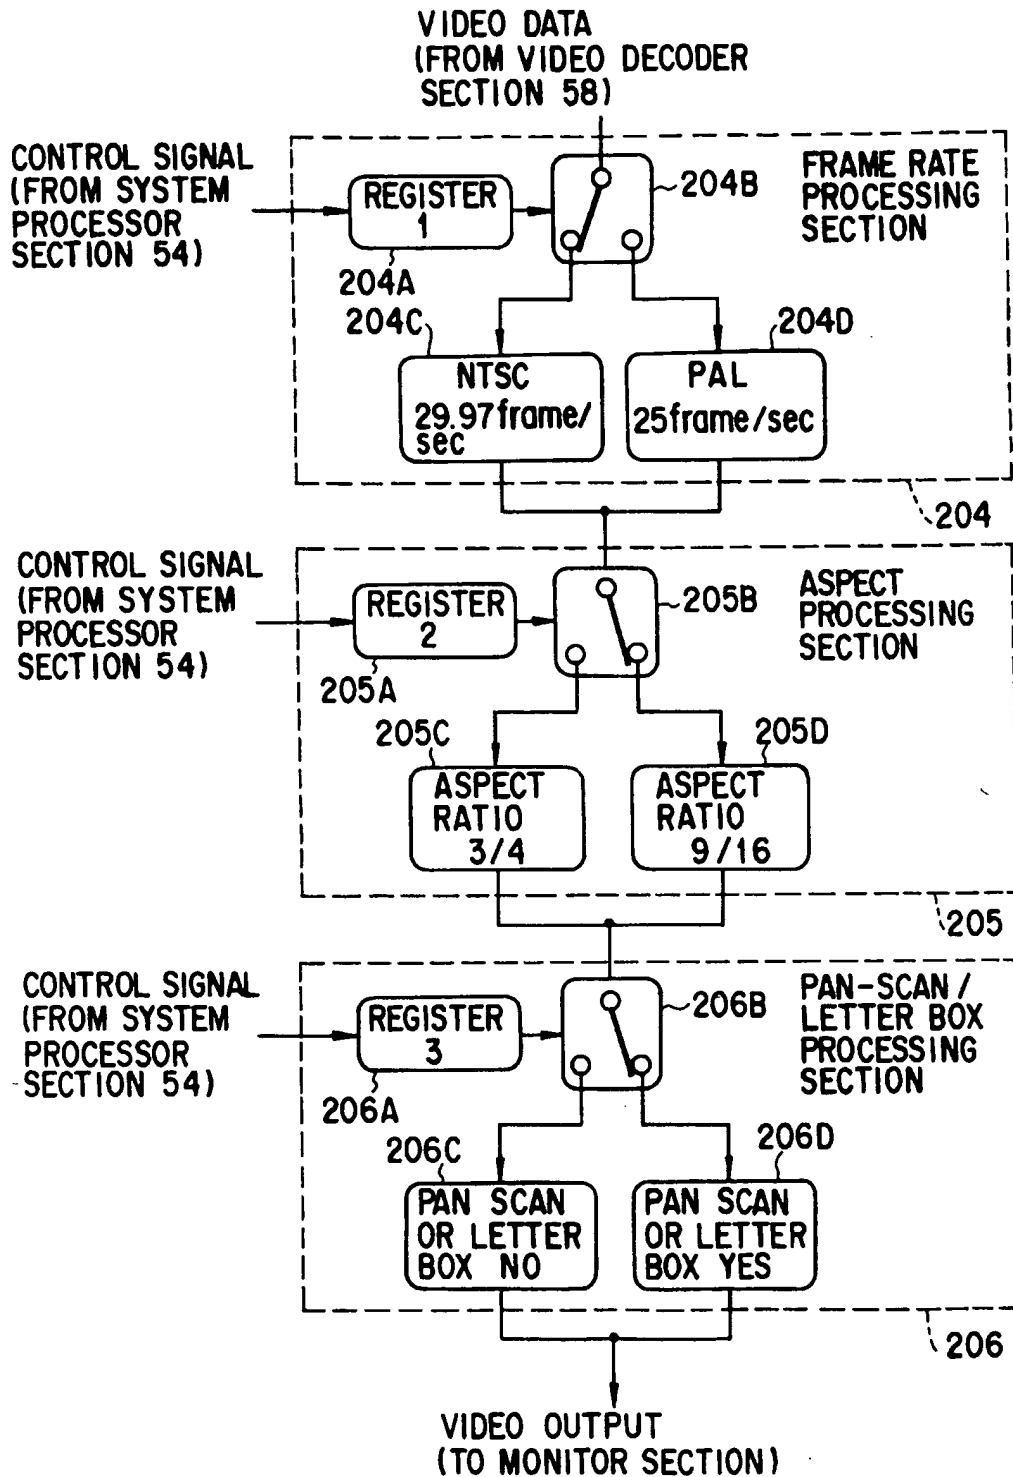 VIDEO DATA
(FROM VIDEO DECODER
SECTION 58)
CONTROL SIGNAL
(FROM SYSTEM
PROCESSOR
SECTION 54)
REGISTER
1
204A
204B
FRAME RATE
PROCESSING
SECTION
204C
NTSC
29.97frame/
sec
204D
PAL
25frame/sec
204
CONTROL SIGNAL
(FROM SYSTEM
PROCESSOR
SECTION 54)
REGISTER
2
205A
205B
ASPECT
PROCESSING
SECTION
205C
ASPECT
RATIO
3/4
205D
ASPECT
RATIO
9/16
205
CONTROL SIGNAL
(FROM SYSTEM
PROCESSOR
SECTION 54)
REGISTER
3
206A
206B
PAN-SCAN/
LETTER BOX
PROCESSING
SECTION
206C
PAN SCAN
OR LETTER
BOX NO
206D
PAN SCAN
OR LETTER
BOX YES
206
VIDEO OUTPUT
(TO MONITOR SECTION)